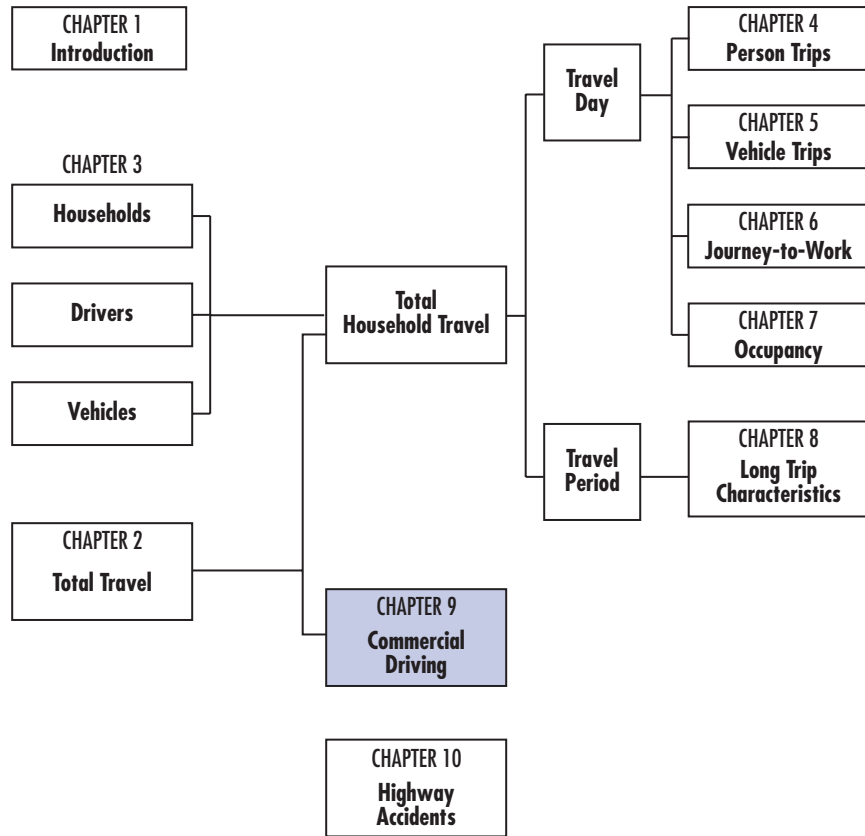 CHAPTER 1
Introduction
CHAPTER 3
Households
Drivers
Vehicles
CHAPTER 2
Total Travel
Total
Household Travel
CHAPTER 9
Commercial
Driving
CHAPTER 10
Highway
Accidents
Travel
Day
Travel
Period
CHAPTER 4
Person Trips
CHAPTER 5
Vehicle Trips
CHAPTER 6
Journey-to-Work
CHAPTER 7
Occupancy
CHAPTER 8
Long Trip
Characteristics